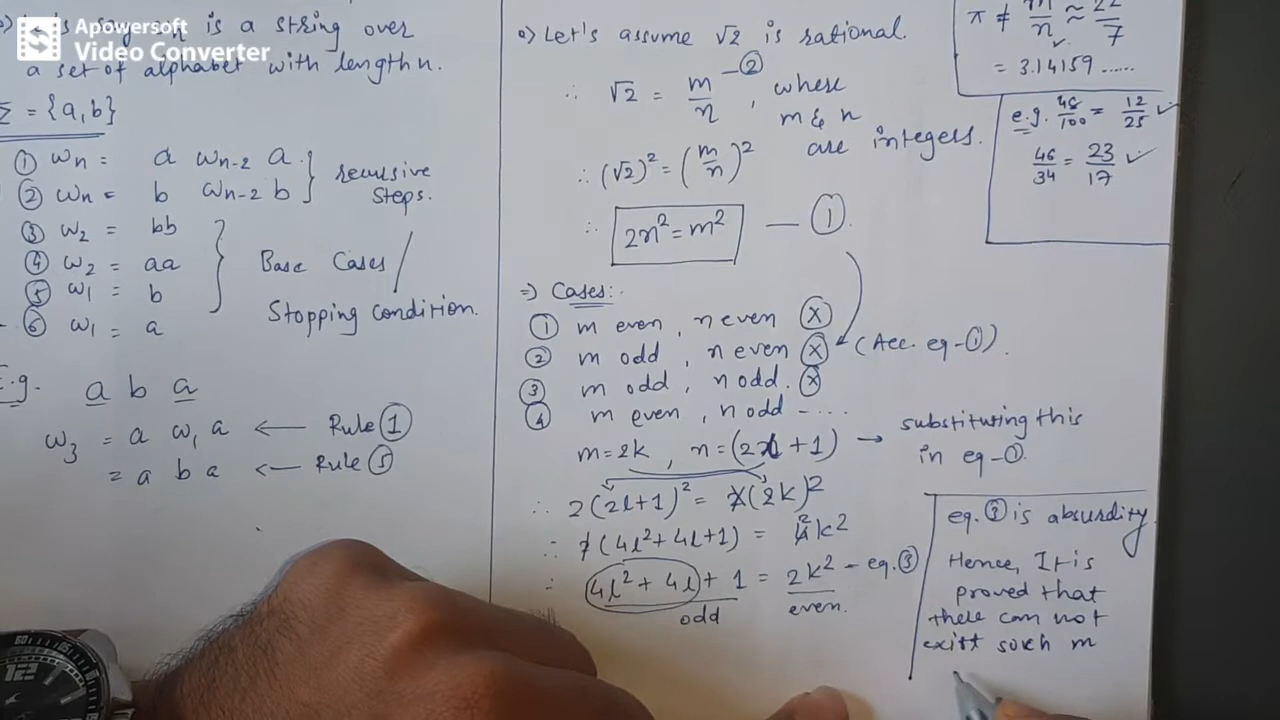 Apowersoft
Video Converter
is a string over
a set of alphabet with length n.
Σ = {a,b}
① wn = a wn-2 a
② wn = b wn-2 b
recursive
steps.
③ w2 = bb
④ w2 = aa
⑤ w1 = b
⑥ w1 = a
Base Cases /
Stopping condition.
E.g. a b a
w3 = a w1 a ← Rule ①
= a b a ← Rule ⑤
⇒) Let's assume √2 is rational.
∴ √2 = m/n —②, where
m & n
are integers.
∴ (√2)² = (m/n)²
∴ 2n² = m² — ①
⇒) Cases:-
① m even, n even Ⓧ
② m odd, n even Ⓧ (Acc. eq-①).
③ m odd, n odd. Ⓧ
④ m even, n odd -....
m=2k, n=(2l+1) → substituting this
in eq-①
∴ 2(2l+1)² = (2k)²
∴ (4l²+4l+1) = 2k²
∴ 4l²+4l+1 = 2k² - eq.③
odd even.
π ≠ m/n ≈ 22/7
= 3.14159......
e.g. 48/100 = 12/25 ✓
46/34 = 23/17 ✓
eq. ③ is absurdity
Hence, It is
proved that
there can not
exist such m